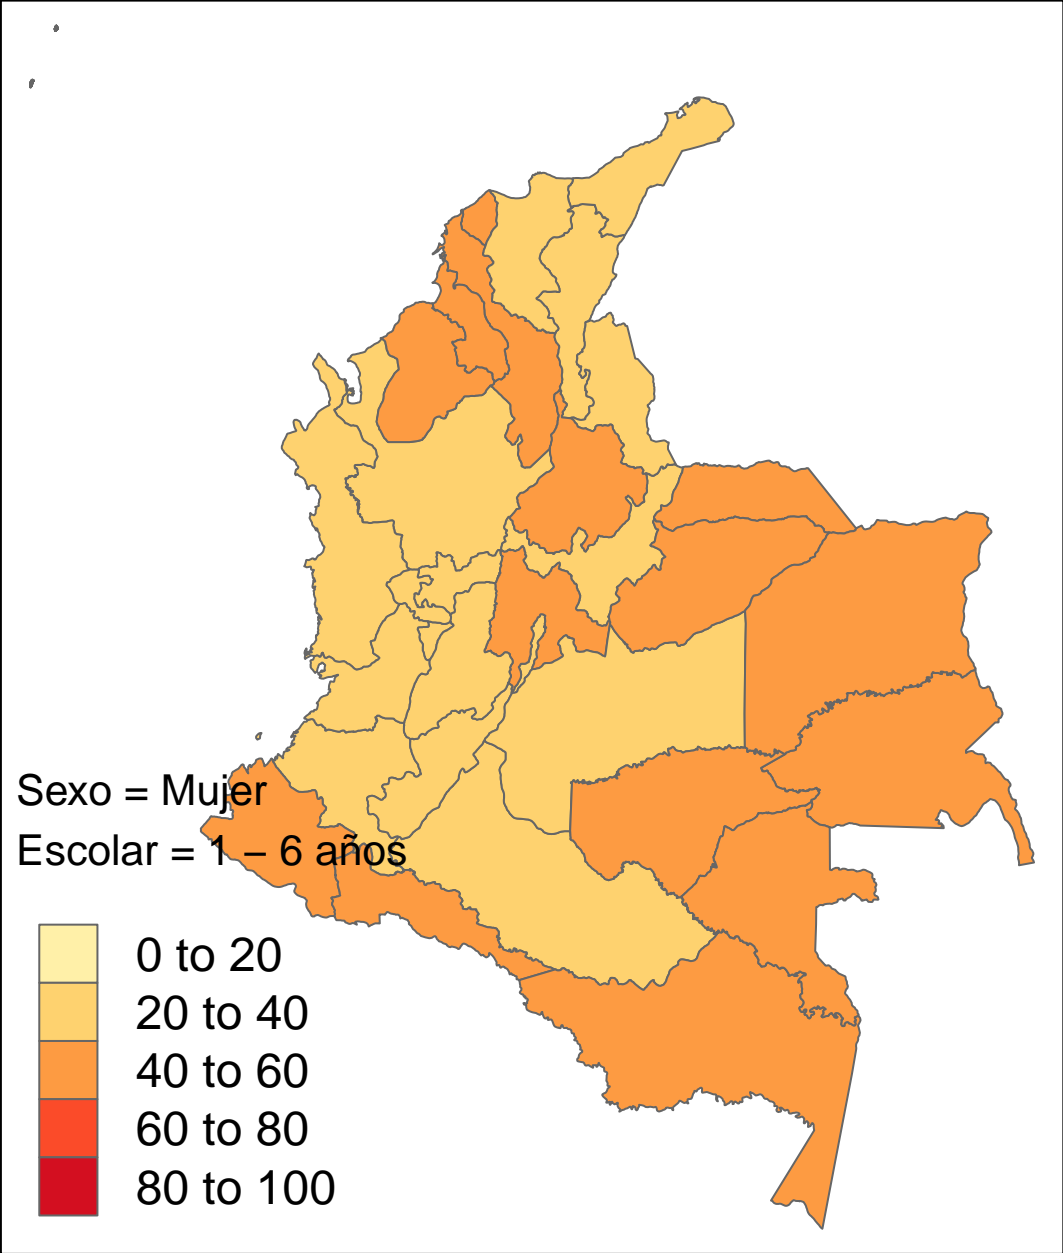 Sexo = Mujer
Escolar = 1 – 6 años
0 to 20
20 to 40
40 to 60
60 to 80
80 to 100